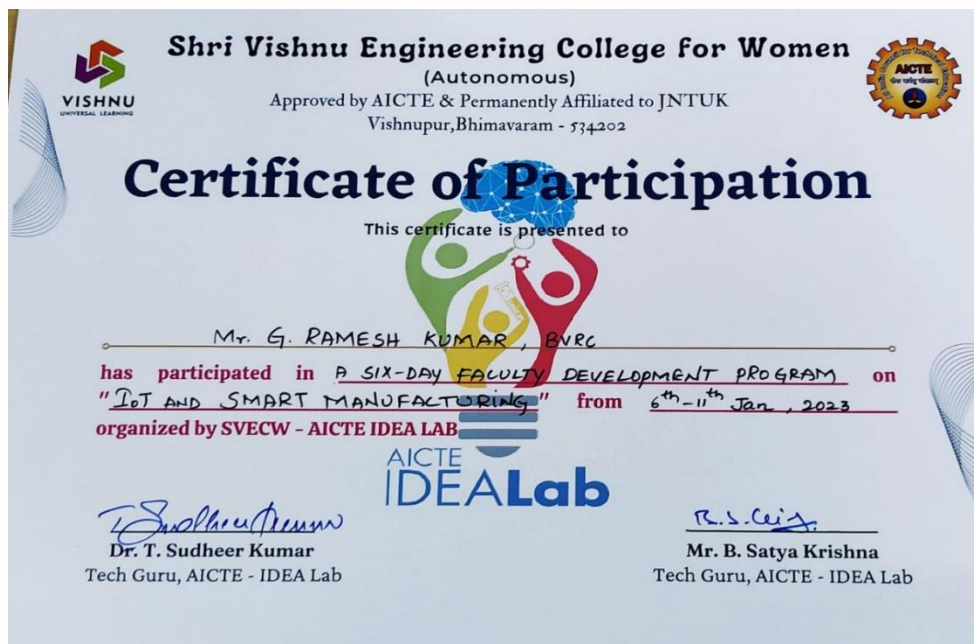 Shri Vishnu Engineering College for Women
(Autonomous)
Approved by AICTE & Permanently Affiliated to JNTUK
Vishnupur,Bhimavaram - 534202
VISHNU
UNIVERSAL LEARNING
AICTE
Certificate of Participation
This certificate is presented to
Mr. G. RAMESH KUMAR, BVRC
has participated in A SIX-DAY FACULTY DEVELOPMENT PROGRAM on
"IoT AND SMART MANUFACTURING" from 6th-11th Jan, 2023
organized by SVECW - AICTE IDEA LAB
AICTE
IDEALab
Dr. T. Sudheer Kumar
Tech Guru, AICTE - IDEA Lab
Mr. B. Satya Krishna
Tech Guru, AICTE - IDEA Lab